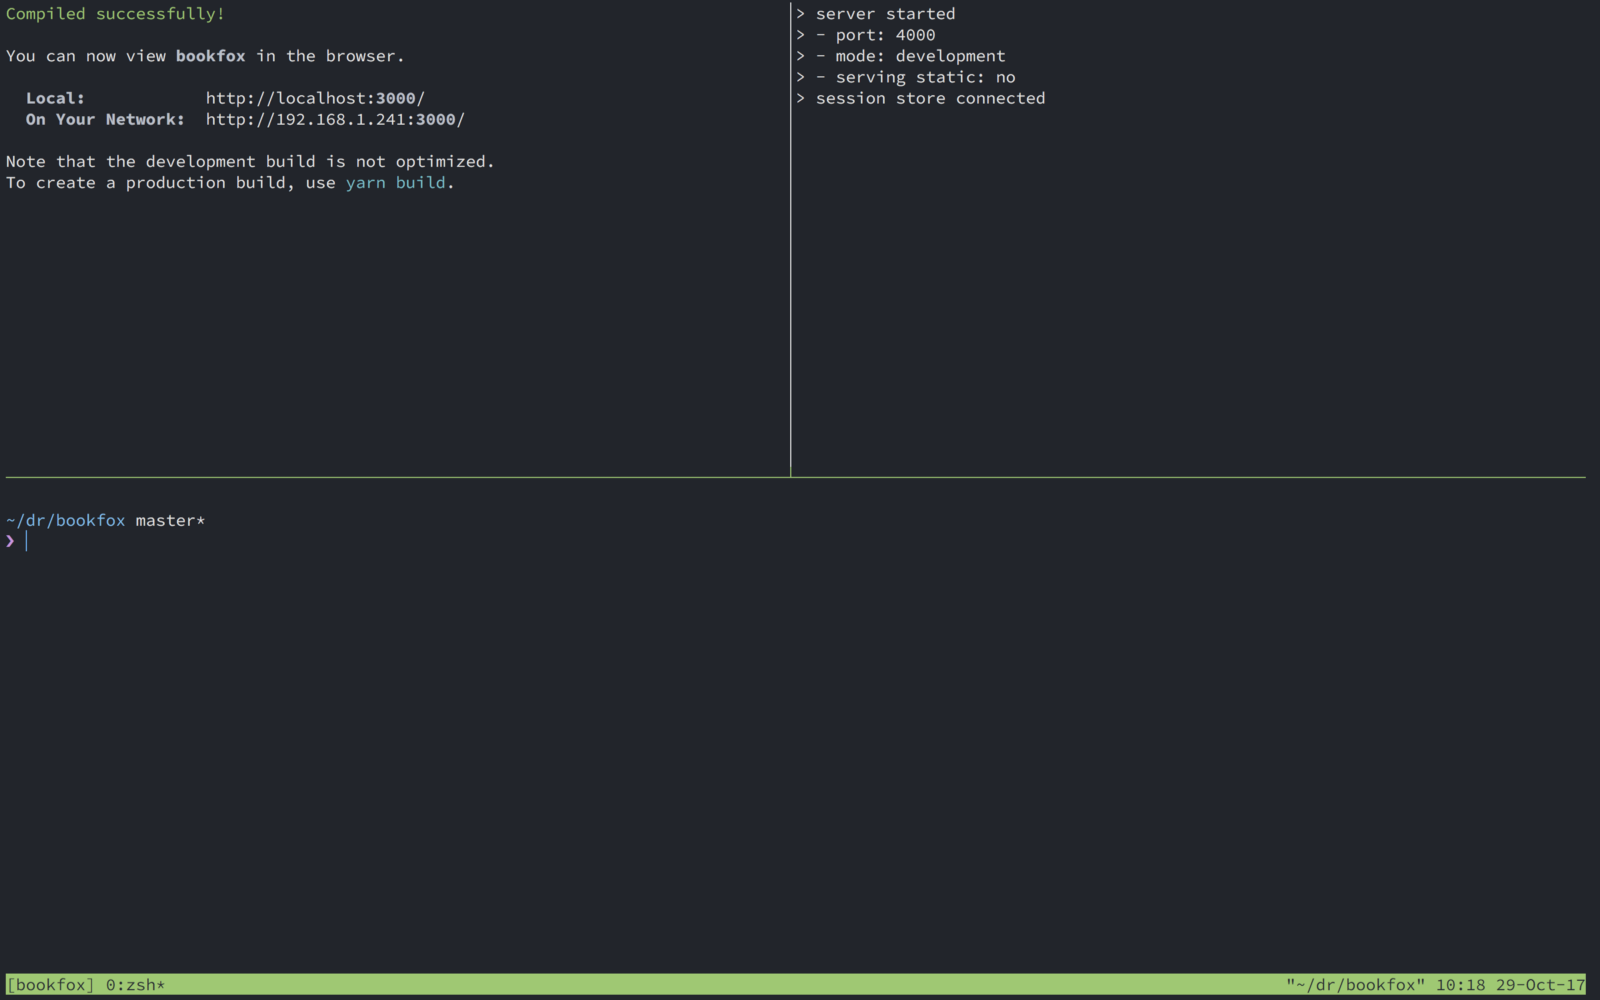 Compiled successfully!
You can now view bookfox in the browser.
Local:            http://localhost:3000/
On Your Network:  http://192.168.1.241:3000/
Note that the development build is not optimized.
To create a production build, use yarn build.
> server started
> - port: 4000
> - mode: development
> - serving static: no
> session store connected
~/dr/bookfox master*
❯
[bookfox] 0:zsh*                "~/dr/bookfox" 10:18 29-Oct-17